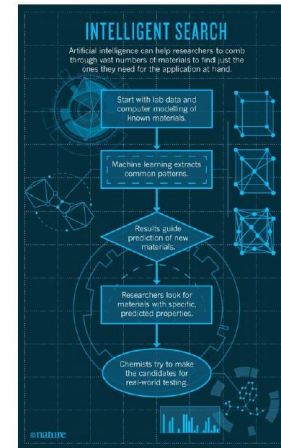 INTELLIGENT SEARCH
Artificial intelligence can help researchers to comb
through vast numbers of materials to find just the
ones they need for the application at hand.
Start with lab data and
computer modelling of
known materials.
Machine learning extracts
common patterns.
Results guide
prediction of new
materials.
Researchers look for
materials with specific,
predicted properties.
Chemists try to make
the candidates for
real-world testing.
©nature